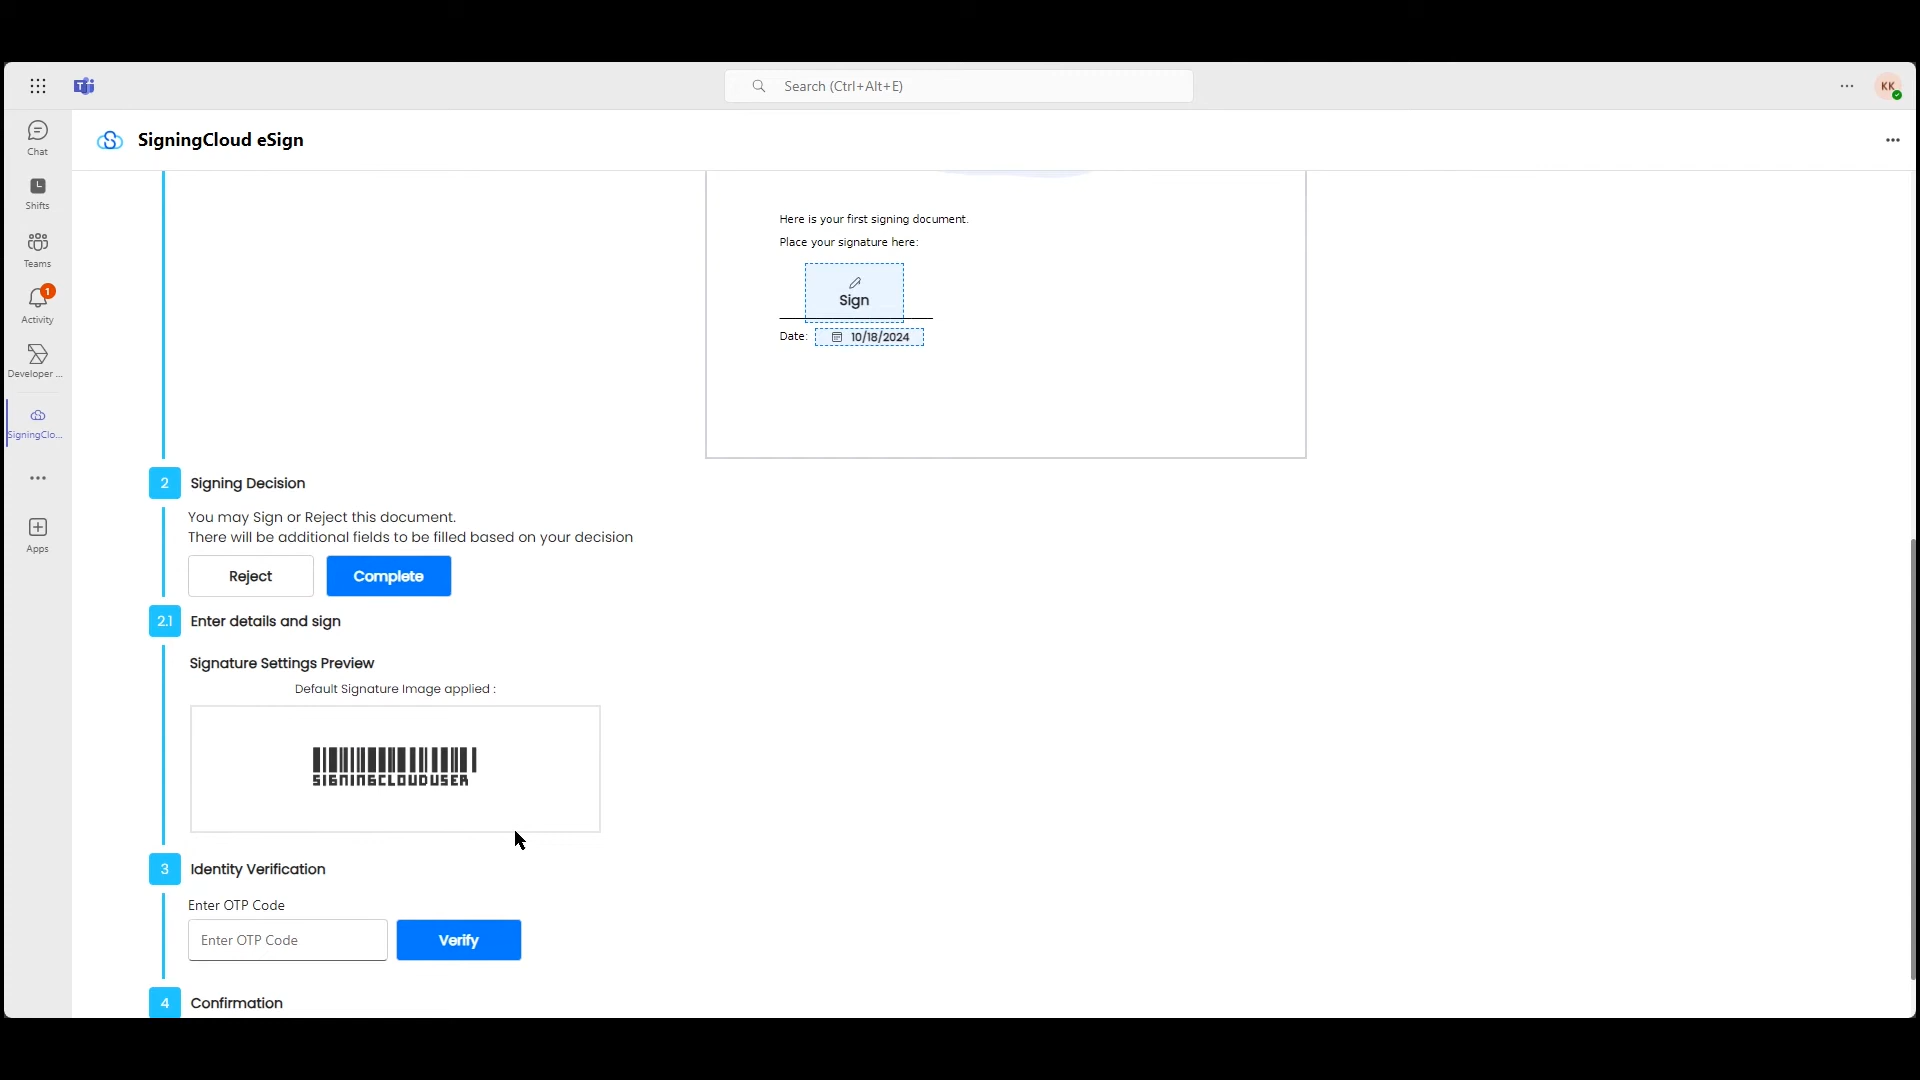 Search (Ctrl+Alt+E)
KK
Chat
Shifts
Teams
1
Activity
Developer ...
SigningClo...
Apps
SigningCloud eSign
Here is your first signing document.
Place your signature here:
Sign
Date: 10/18/2024
2 Signing Decision
You may Sign or Reject this document.
There will be additional fields to be filled based on your decision
Reject Complete
2.1 Enter details and sign
Signature Settings Preview
Default Signature Image applied :
SIGNINGCLOUDUSER
3 Identity Verification
Enter OTP Code
Enter OTP Code Verify
4 Confirmation